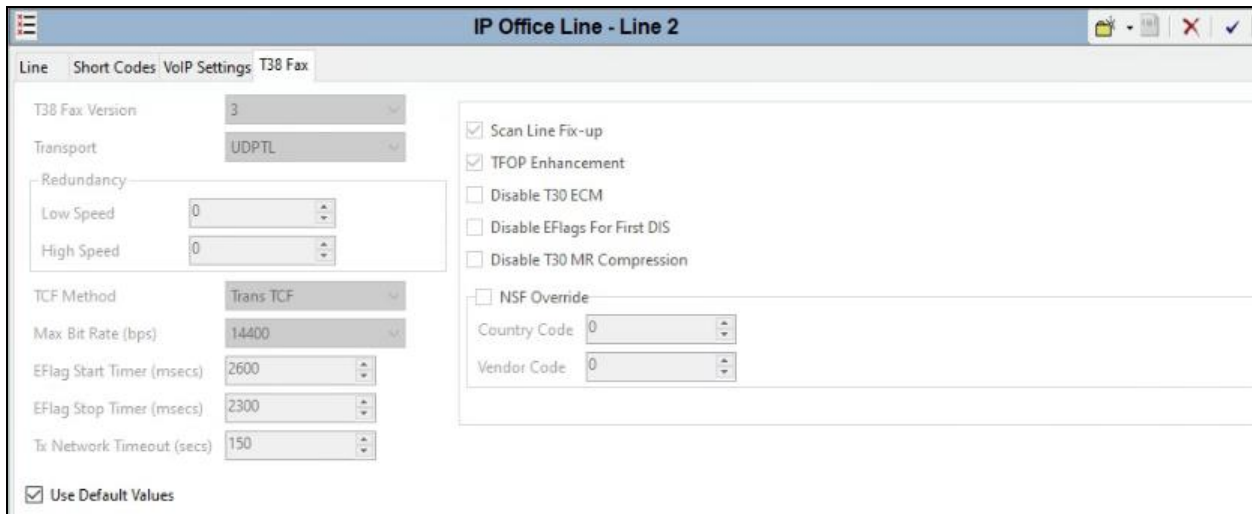 IP Office Line - Line 2
Line Short Codes VoIP Settings T38 Fax
T38 Fax Version 3
Transport UDPTL
Redundancy
Low Speed 0
High Speed 0
TCF Method Trans TCF
Max Bit Rate (bps) 14400
EFlag Start Timer (msecs) 2600
EFlag Stop Timer (msecs) 2300
Tx Network Timeout (secs) 150
Use Default Values
Scan Line Fix-up
TFOP Enhancement
Disable T30 ECM
Disable EFlags For First DIS
Disable T30 MR Compression
NSF Override
Country Code 0
Vendor Code 0